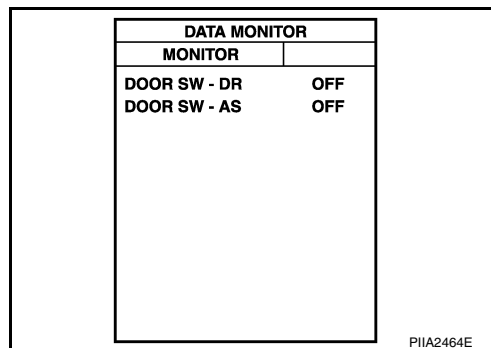 DATA MONITOR
MONITOR
DOOR SW - DR OFF
DOOR SW - AS OFF
PIIA2464E